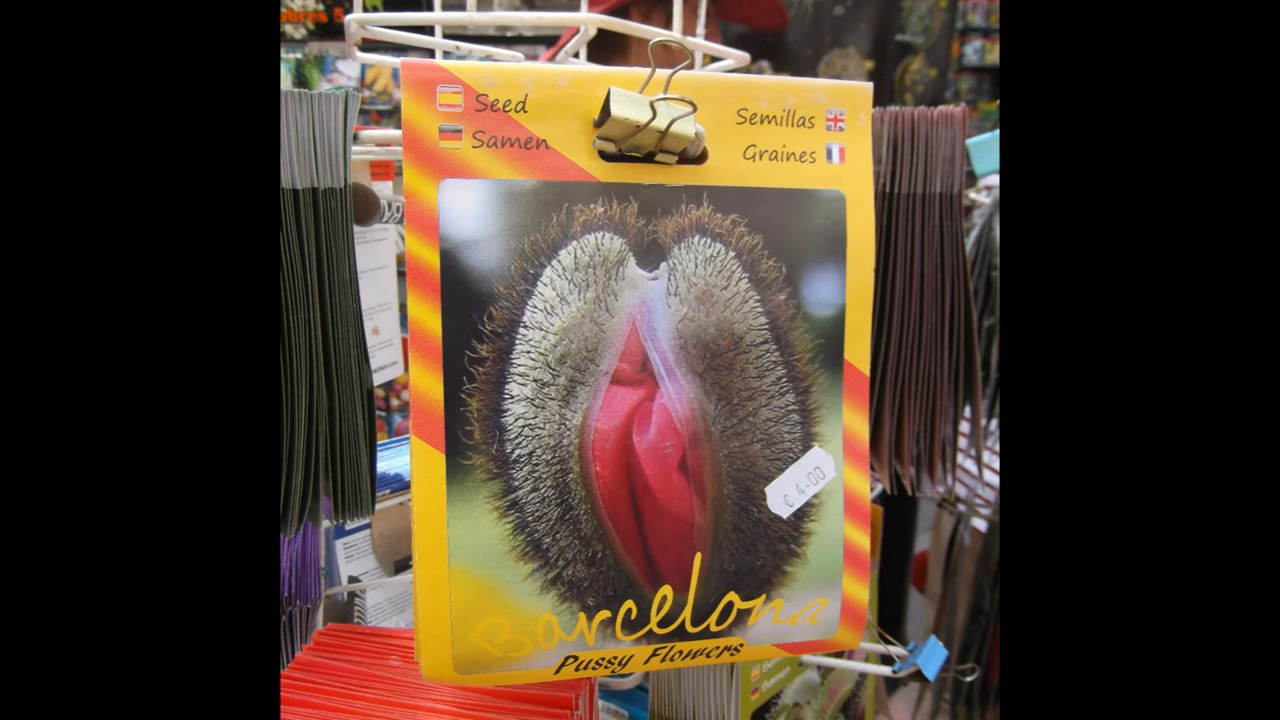 Seed
Samen
Semillas
Graines
€ 4.00
Barcelona
Pussy Flowers